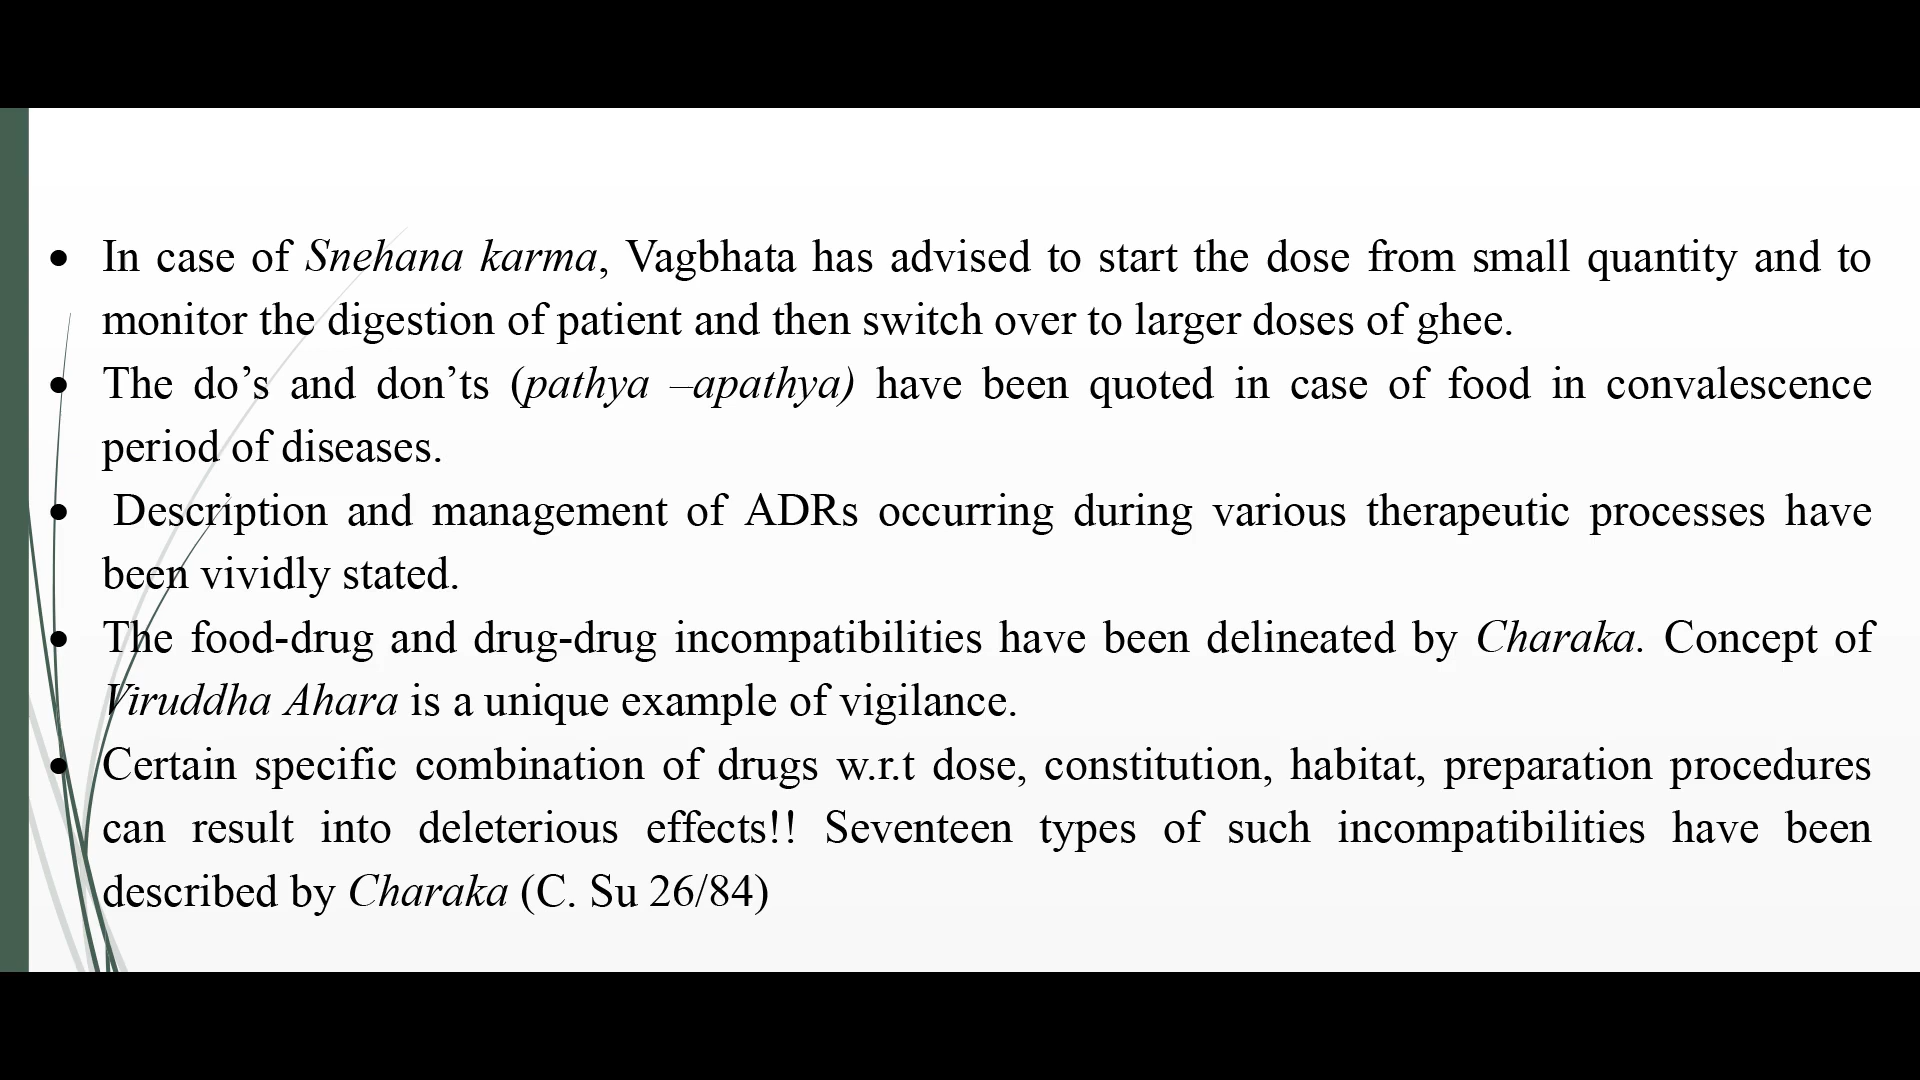 • In case of Snehana karma, Vagbhata has advised to start the dose from small quantity and to
monitor the digestion of patient and then switch over to larger doses of ghee.
• The do’s and don’ts (pathya –apathya) have been quoted in case of food in convalescence
period of diseases.
• Description and management of ADRs occurring during various therapeutic processes have
been vividly stated.
• The food-drug and drug-drug incompatibilities have been delineated by Charaka. Concept of
Viruddha Ahara is a unique example of vigilance.
• Certain specific combination of drugs w.r.t dose, constitution, habitat, preparation procedures
can result into deleterious effects!! Seventeen types of such incompatibilities have been
described by Charaka (C. Su 26/84)